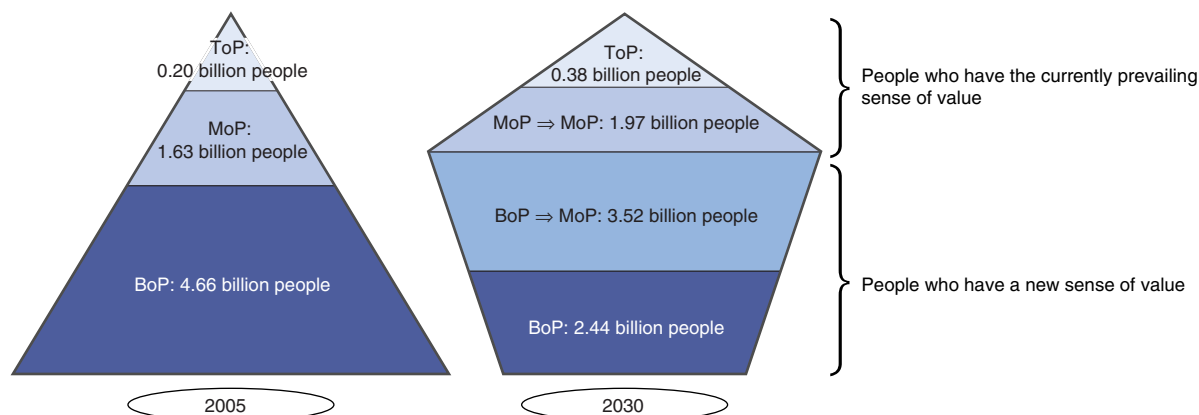 ToP:
0.20 billion people
MoP:
1.63 billion people
BoP: 4.66 billion people
2005
ToP:
0.38 billion people
MoP ⇒ MoP: 1.97 billion people
BoP ⇒ MoP: 3.52 billion people
BoP: 2.44 billion people
2030
People who have the currently prevailing
sense of value
People who have a new sense of value